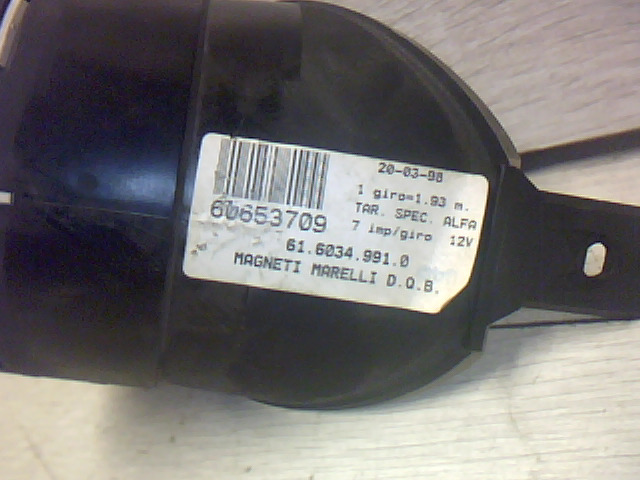 20-03-98
1 giro=1.93 m.
TAR. SPEC. ALFA
7 imp/giro 12V
60653709
61.6034.991.0
MAGNETI MARELLI D.Q.B.